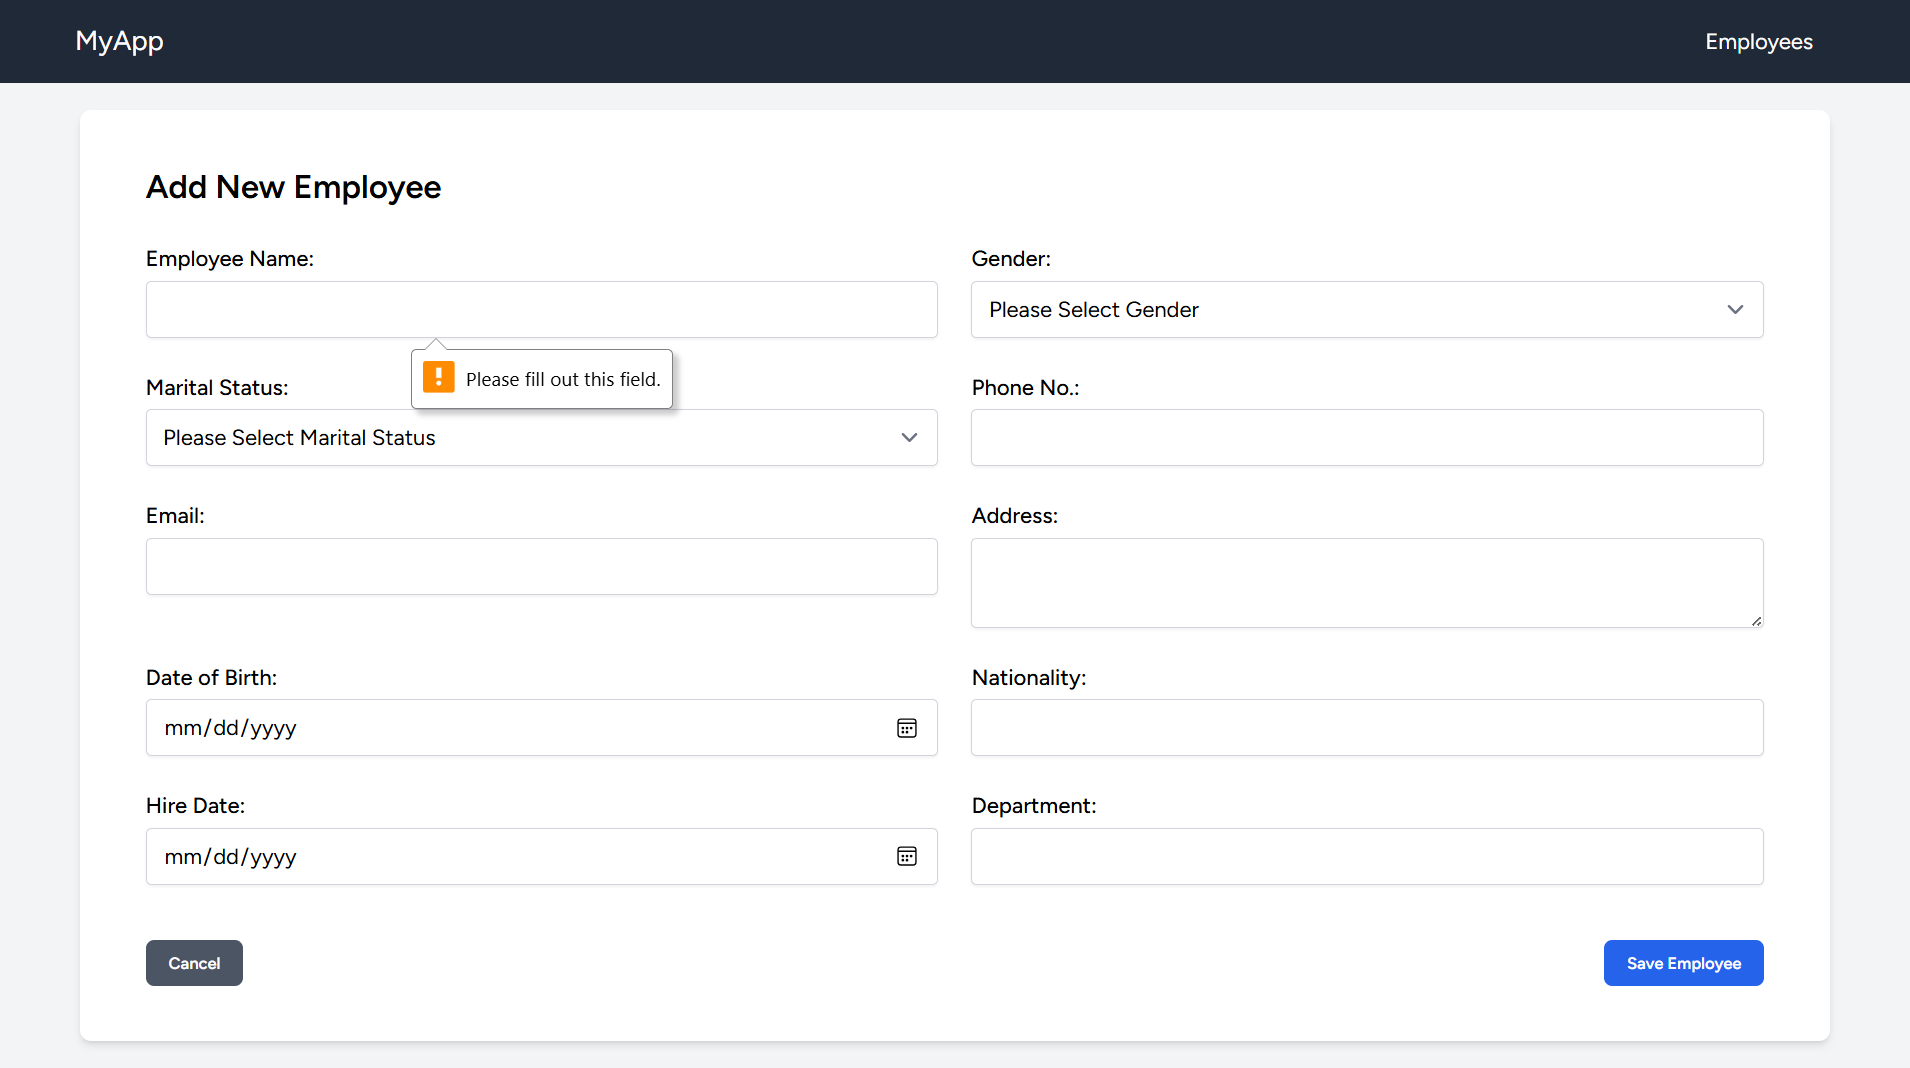 MyApp
Employees
Add New Employee
Employee Name:
Gender:
Please Select Gender
Please fill out this field.
Marital Status:
Phone No.:
Please Select Marital Status
Email:
Address:
Date of Birth:
Nationality:
mm/dd/yyyy
Hire Date:
Department:
mm/dd/yyyy
Cancel
Save Employee